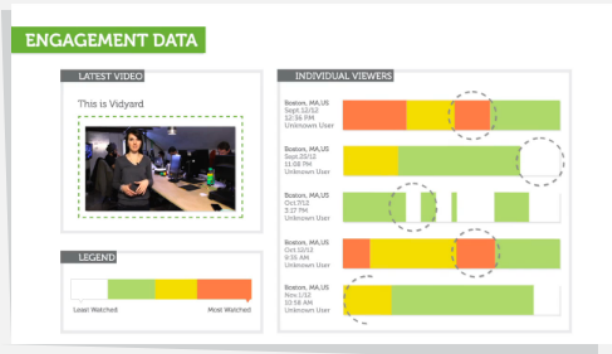 ENGAGEMENT DATA
LATEST VIDEO
This is Vidyard
LEGEND
Least Watched
Most Watched
INDIVIDUAL VIEWERS
Boston, MA,US
Sept.12/12
12:36 PM
Unknown User
Boston, MA,US
Sept.20/12
11:08 PM
Unknown User
Boston, MA,US
Oct.7/12
3:17 PM
Unknown User
Boston, MA,US
Oct.12/12
9:35 AM
Unknown User
Boston, MA,US
Nov.1/12
10:58 AM
Unknown User